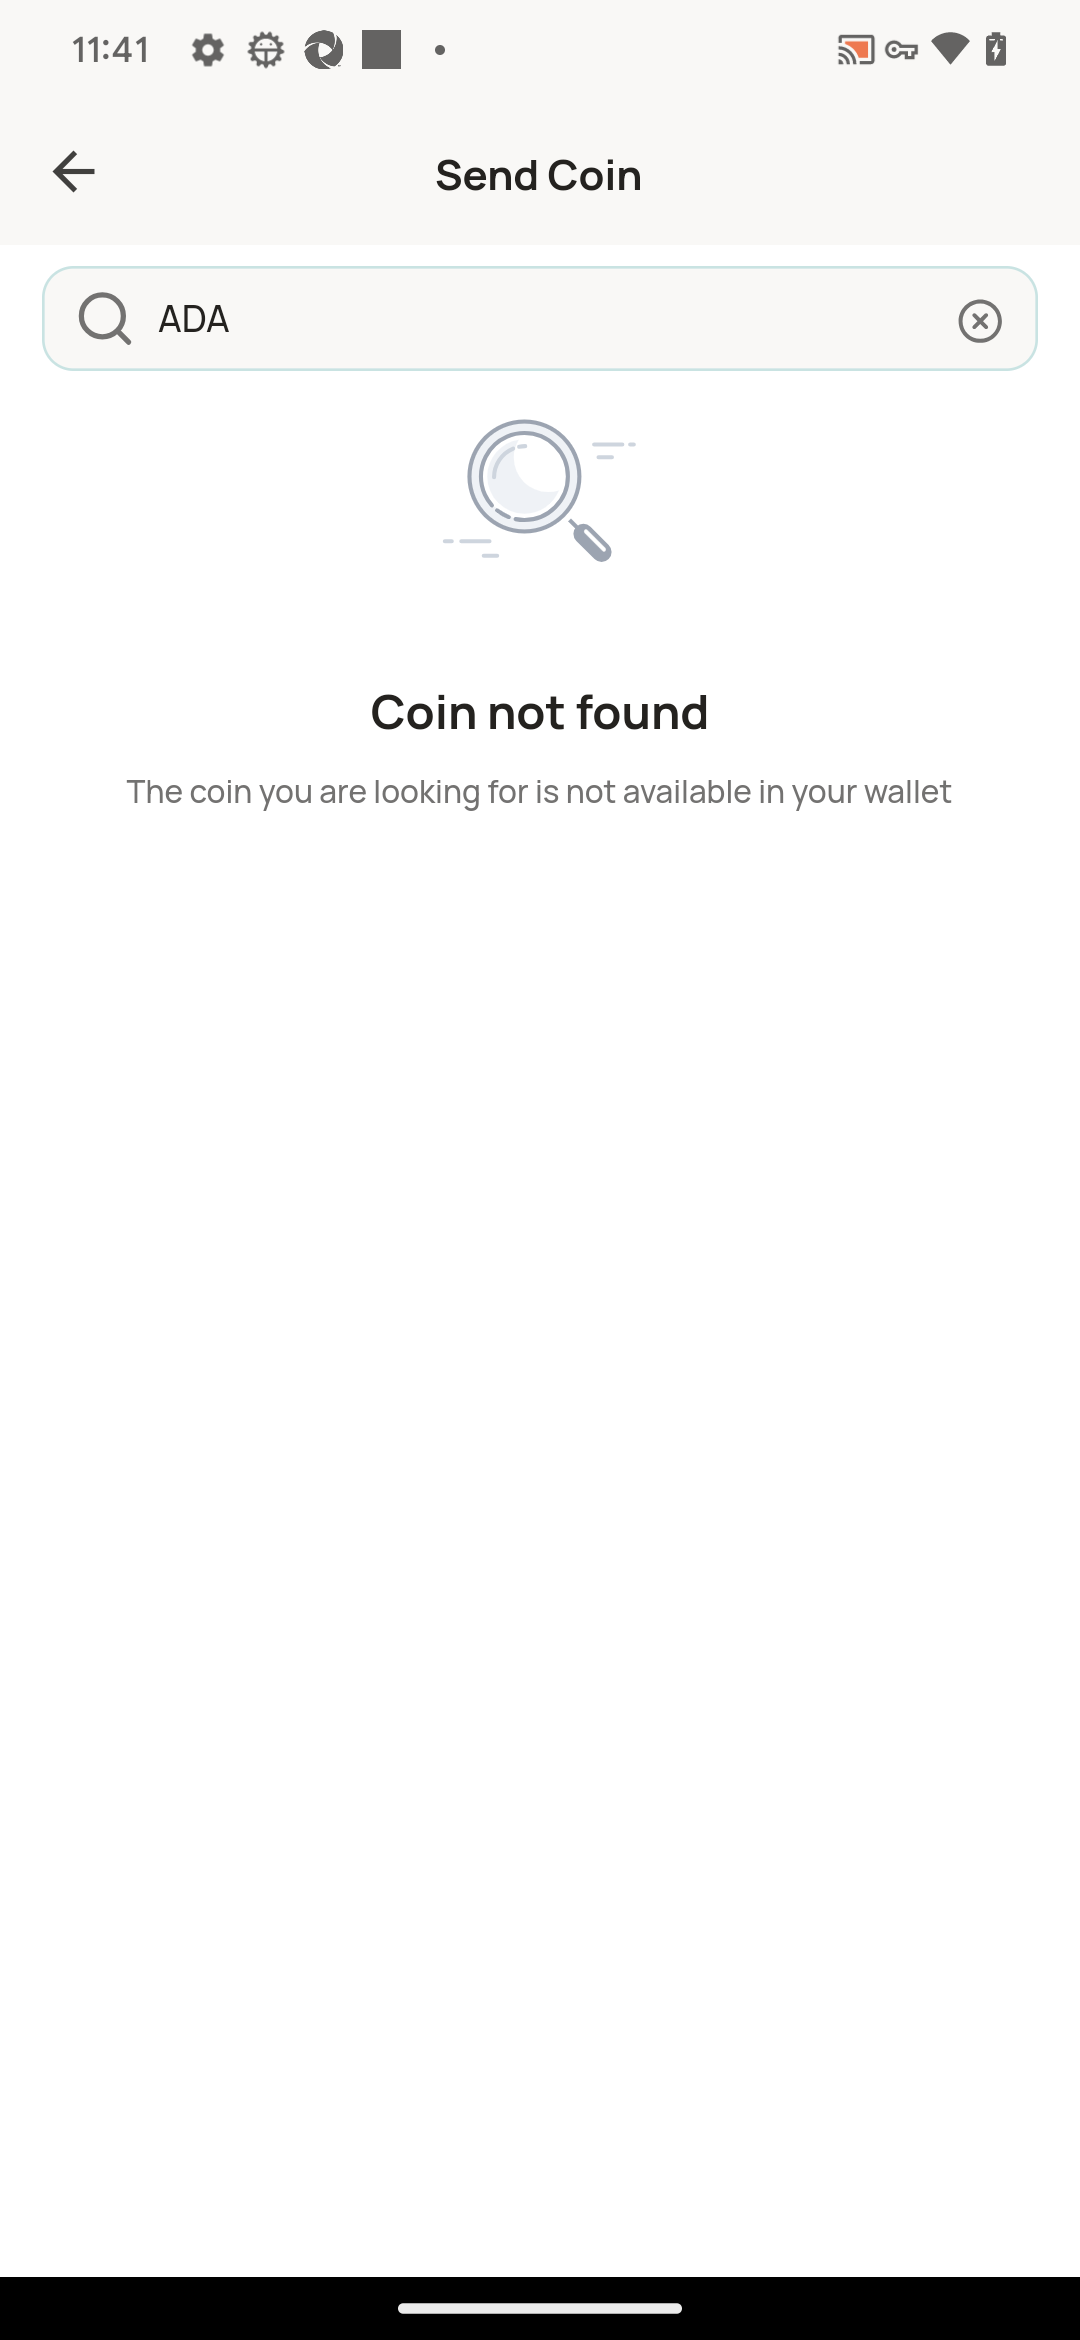 11:41
Send Coin
ADA
Coin not found
The coin you are looking for is not available in your wallet